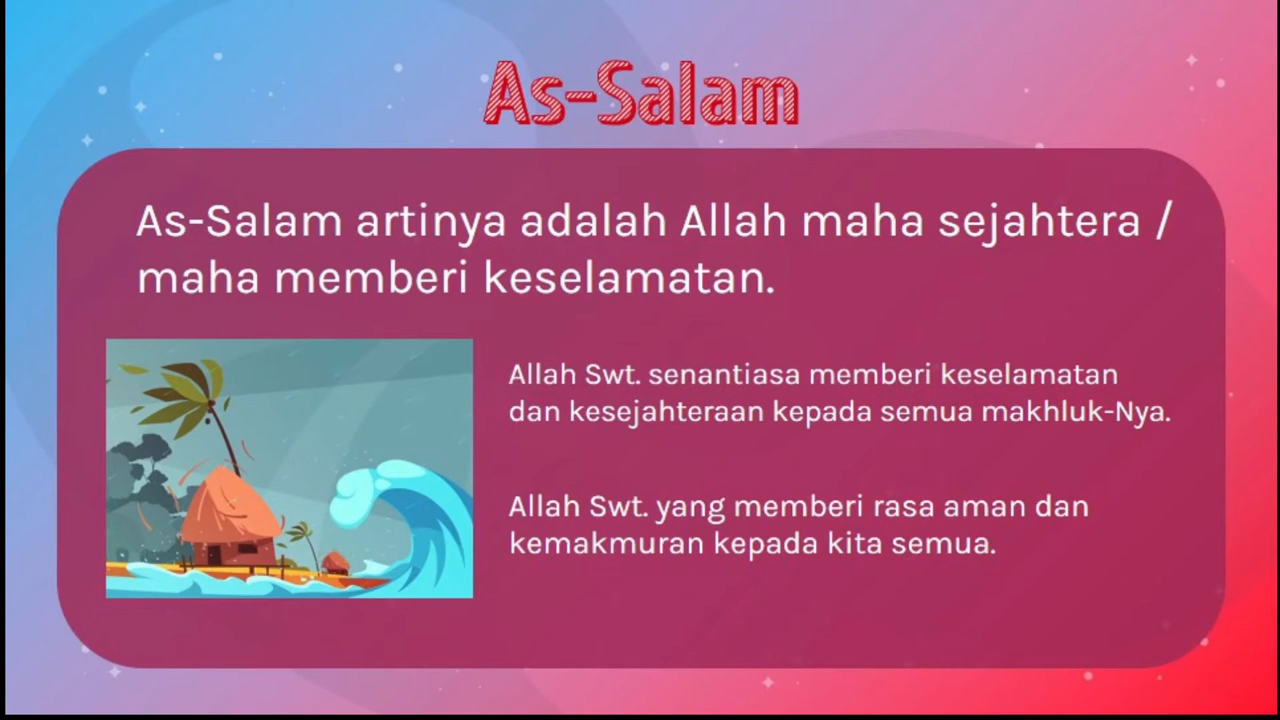 As-Salam
As-Salam artinya adalah Allah maha sejahtera /
maha memberi keselamatan.
Allah Swt. senantiasa memberi keselamatan
dan kesejahteraan kepada semua makhluk-Nya.
Allah Swt. yang memberi rasa aman dan
kemakmuran kepada kita semua.